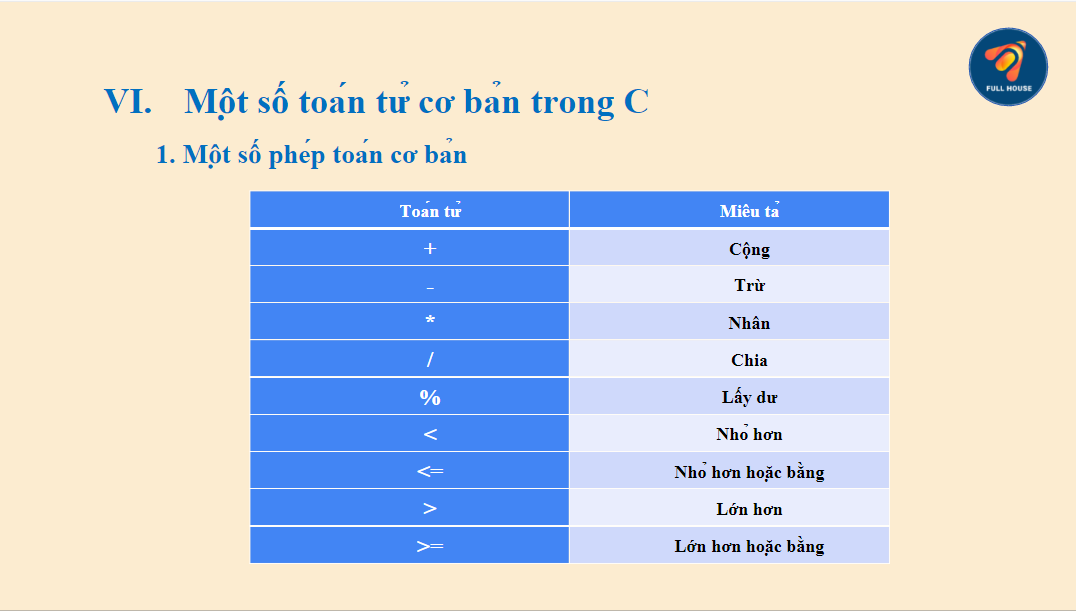 FULL HOUSE
VI. Một số toán tử cơ bản trong C
1. Một số phép toán cơ bản
Toán tử Miêu tả
+ Cộng
- Trừ
* Nhân
/ Chia
% Lấy dư
< Nhỏ hơn
<= Nhỏ hơn hoặc bằng
> Lớn hơn
>= Lớn hơn hoặc bằng